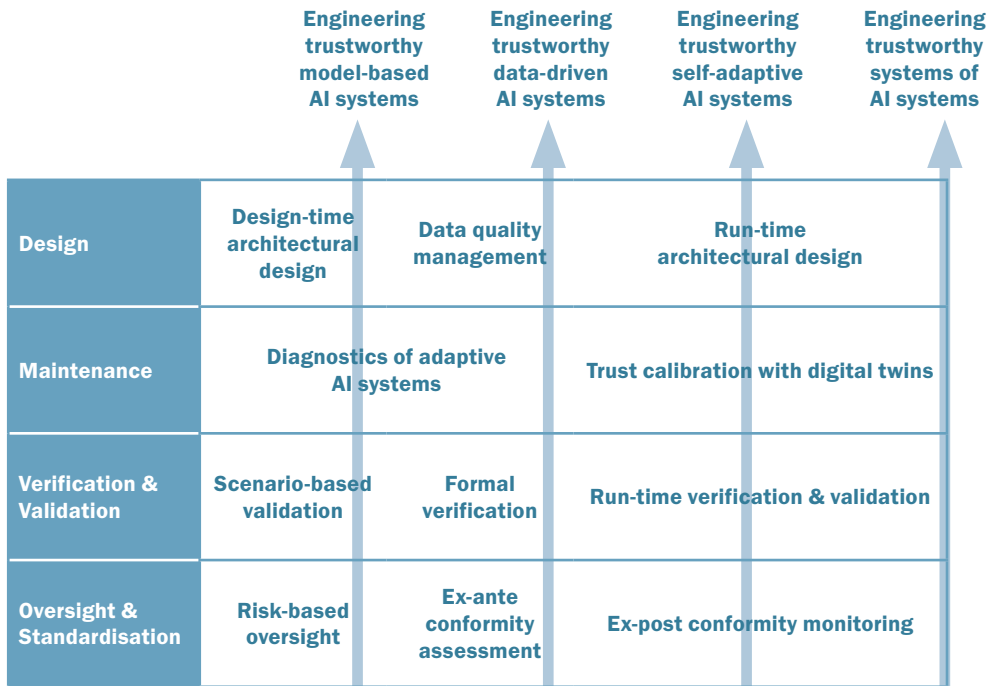 Engineering
trustworthy
model-based
AI systems
Engineering
trustworthy
data-driven
AI systems
Engineering
trustworthy
self-adaptive
AI systems
Engineering
trustworthy
systems of
AI systems
Design
Design-time
architectural
design
Data quality
management
Run-time
architectural design
Maintenance
Diagnostics of adaptive
AI systems
Trust calibration with digital twins
Verification &
Validation
Scenario-based
validation
Formal
verification
Run-time verification & validation
Oversight &
Standardisation
Risk-based
oversight
Ex-ante
conformity
assessment
Ex-post conformity monitoring